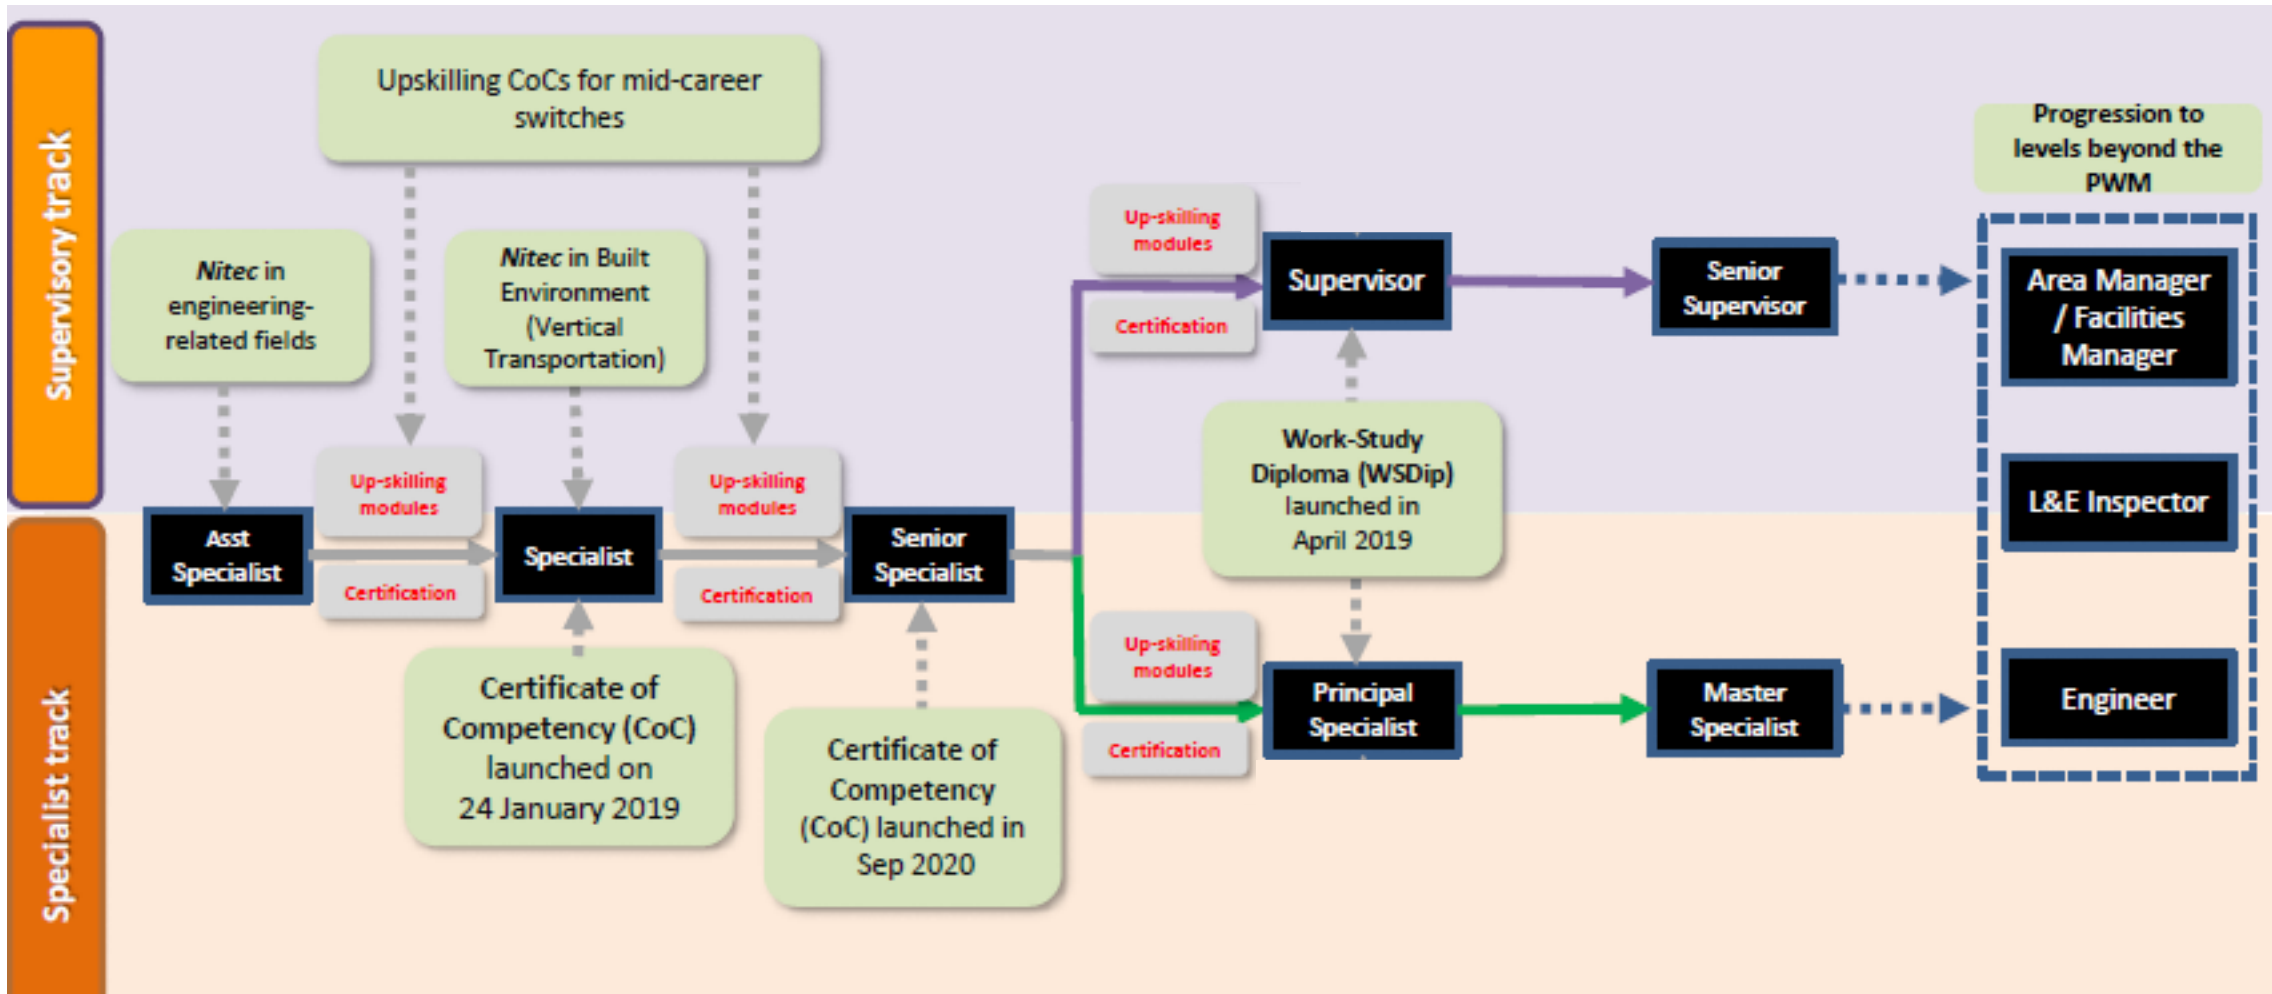 Supervisory track
Upskilling CoCs for mid-career
switches
Progression to
levels beyond the
PWM
Nitec in
engineering-
related fields
Nitec in Built
Environment
(Vertical
Transportation)
Up-skilling
modules
Certification
Supervisor
Senior
Supervisor
Area Manager
/ Facilities
Manager
Work-Study
Diploma (WSDip)
launched in
April 2019
L&E Inspector
Asst
Specialist
Up-skilling
modules
Certification
Specialist
Up-skilling
modules
Certification
Senior
Specialist
Specialist track
Certificate of
Competency (CoC)
launched on
24 January 2019
Certificate of
Competency
(CoC) launched in
Sep 2020
Up-skilling
modules
Certification
Principal
Specialist
Master
Specialist
Engineer